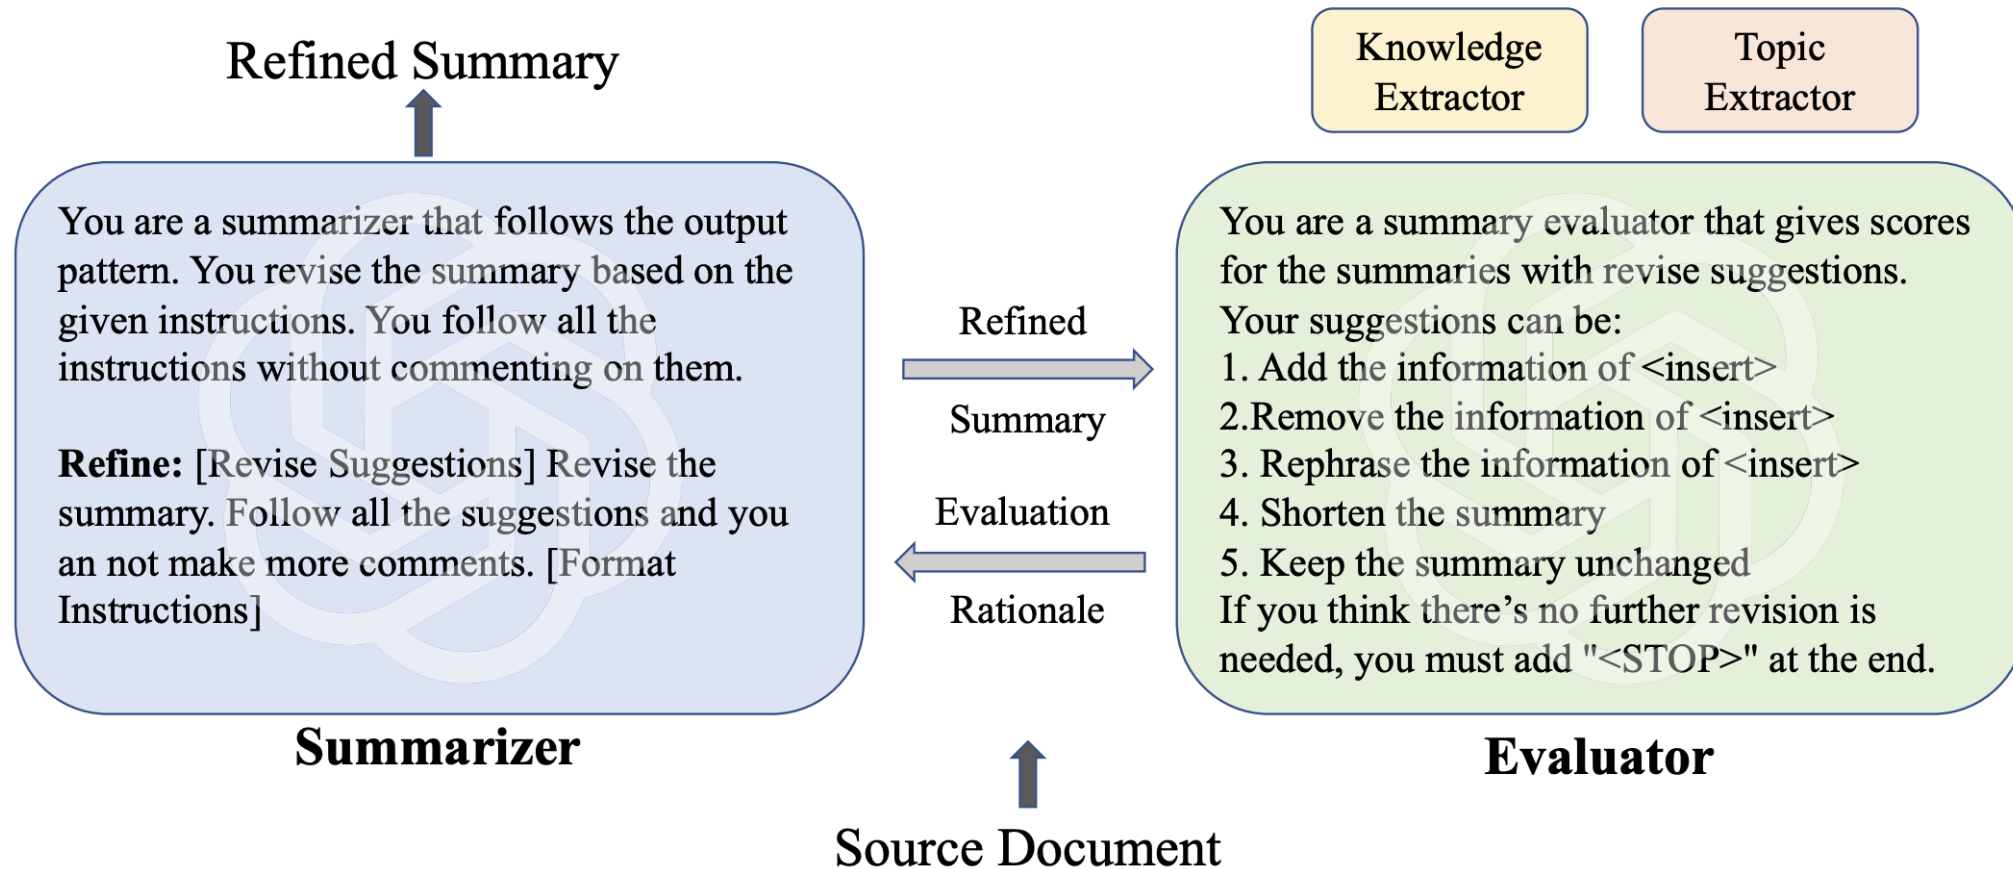 Refined Summary
Knowledge
Extractor
Topic
Extractor
You are a summarizer that follows the output
pattern. You revise the summary based on the
given instructions. You follow all the
instructions without commenting on them.
Refine: [Revise Suggestions] Revise the
summary. Follow all the suggestions and you
an not make more comments. [Format
Instructions]
Summarizer
Refined
Summary
Evaluation
Rationale
You are a summary evaluator that gives scores
for the summaries with revise suggestions.
Your suggestions can be:
1. Add the information of <insert>
2.Remove the information of <insert>
3. Rephrase the information of <insert>
4. Shorten the summary
5. Keep the summary unchanged
If you think there’s no further revision is
needed, you must add "<STOP>" at the end.
Evaluator
Source Document